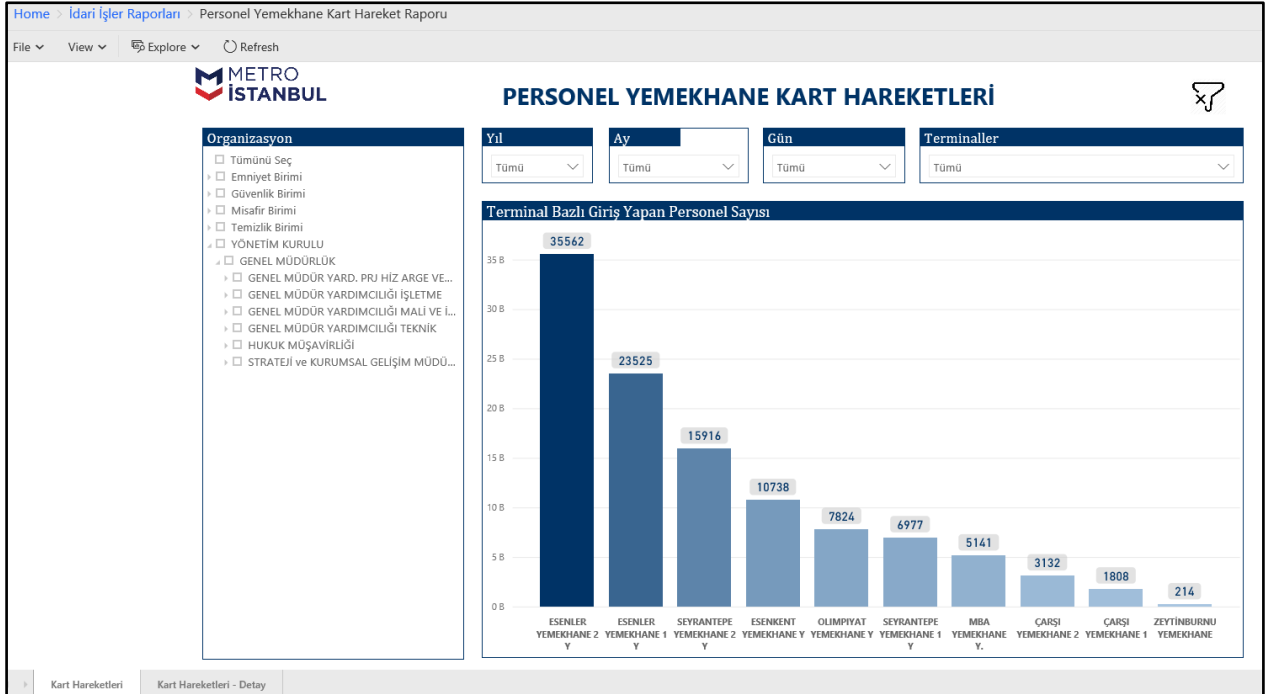 Home > İdari İşler Raporları > Personel Yemekhane Kart Hareket Raporu
File View Explore Refresh
METRO
İSTANBUL
PERSONEL YEMEKHANE KART HAREKETLERİ
Organizasyon
Tümünü Seç
Emniyet Birimi
Güvenlik Birimi
Misafir Birimi
Temizlik Birimi
YÖNETİM KURULU
GENEL MÜDÜRLÜK
GENEL MÜDÜR YARD. PRJ HİZ ARGE VE...
GENEL MÜDÜR YARDIMCILIĞI İŞLETME
GENEL MÜDÜR YARDIMCILIĞI MALİ VE İ...
GENEL MÜDÜR YARDIMCILIĞI TEKNİK
HUKUK MÜŞAVİRLİĞİ
STRATEJİ ve KURUMSAL GELİŞİM MÜDÜ...
Yıl Ay Gün Terminaller
Tümü Tümü Tümü Tümü
Terminal Bazlı Giriş Yapan Personel Sayısı
35562
35 B
30 B
25 B
23525
20 B
15916
15 B
10738
10 B
7824
6977
5141
5 B
3132
1808
214
0 B
ESENLER ESENLER SEYRANTEPE ESENKENT OLIMPIYAT SEYRANTEPE MBA ÇARŞI ÇARŞI ZEYTİNBURNU
YEMEKHANE 2 YEMEKHANE 1 YEMEKHANE 2 YEMEKHANE Y YEMEKHANE Y YEMEKHANE 1 YEMEKHANE YEMEKHANE 2 YEMEKHANE 1 YEMEKHANE
Y Y Y Y Y.
Kart Hareketleri Kart Hareketleri - Detay